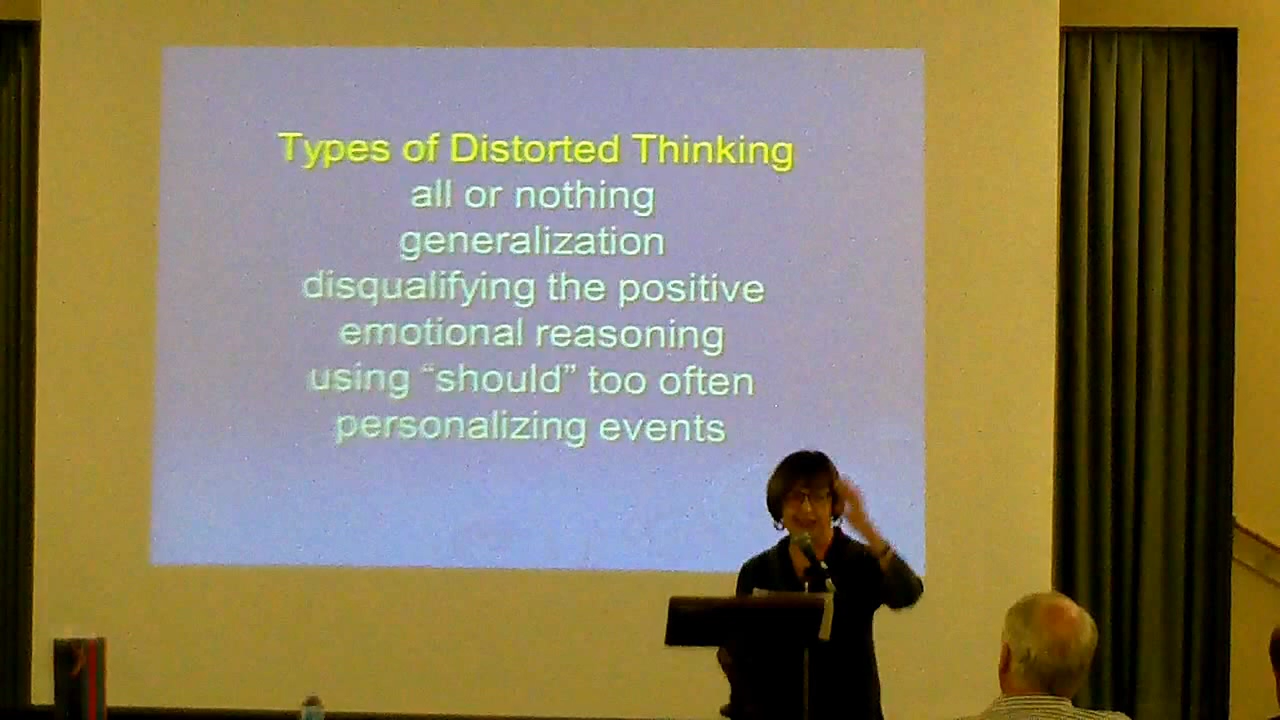 Types of Distorted Thinking
all or nothing
generalization
disqualifying the positive
emotional reasoning
using “should” too often
personalizing events